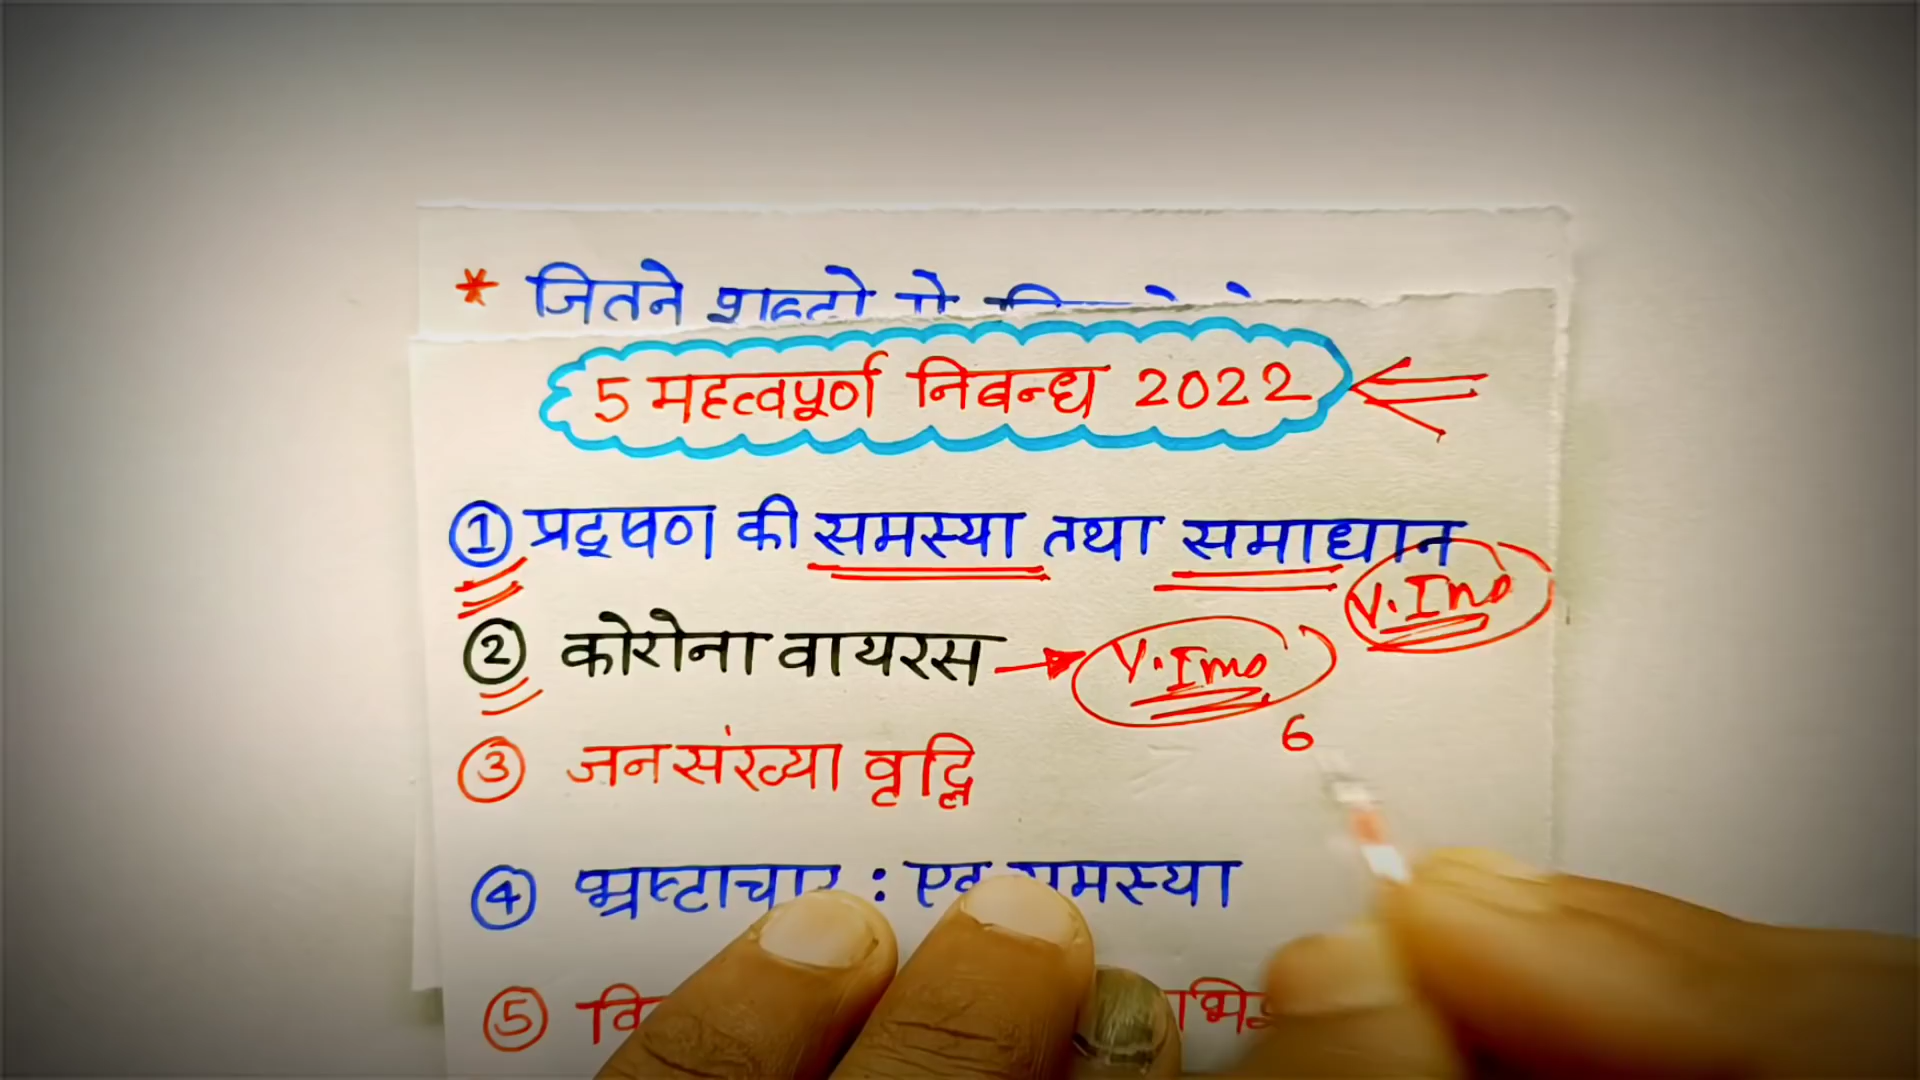 * जितने शब्दो
5 महत्वपूर्ण निबन्ध 2022
① प्रदूषण की समस्या तथा समाधान
V. Imp
② कोरोना वायरस → V. Imp
6
③ जनसंख्या वृद्धि
④ भ्रष्टाचार : एक समस्या
⑤